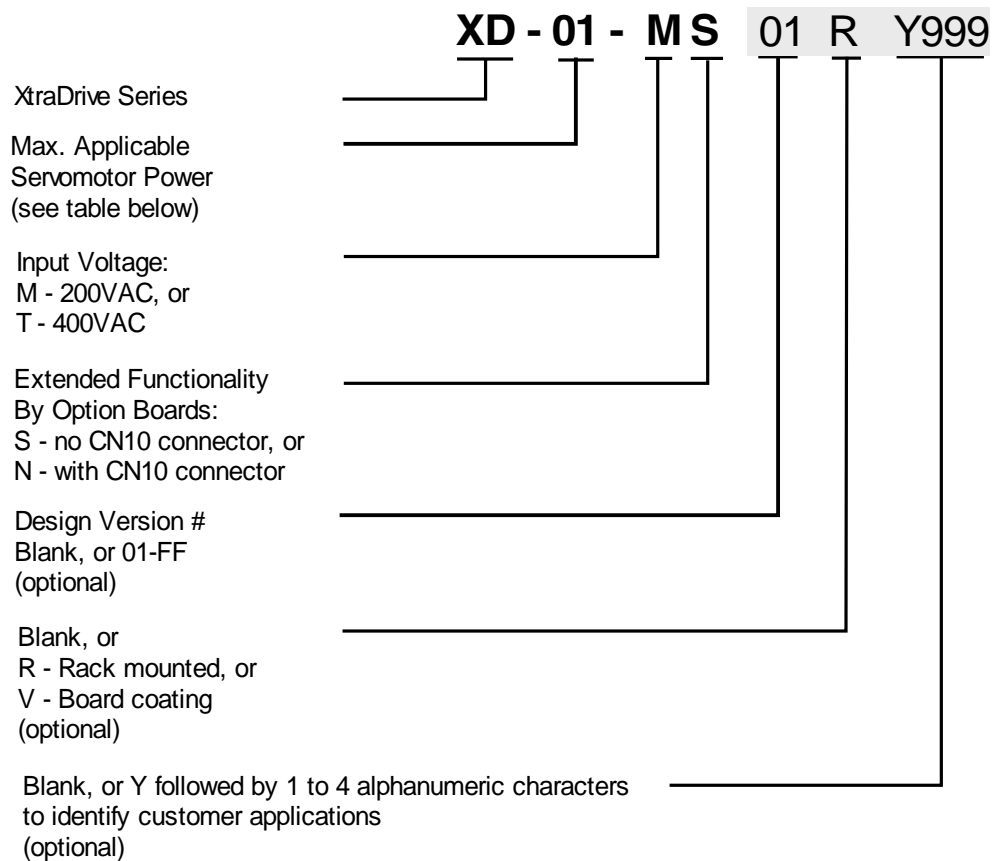 XD - 01 - M S 01 R Y999
XtraDrive Series
Max. Applicable
Servomotor Power
(see table below)
Input Voltage:
M - 200VAC, or
T - 400VAC
Extended Functionality
By Option Boards:
S - no CN10 connector, or
N - with CN10 connector
Design Version #
Blank, or 01-FF
(optional)
Blank, or
R - Rack mounted, or
V - Board coating
(optional)
Blank, or Y followed by 1 to 4 alphanumeric characters
to identify customer applications
(optional)